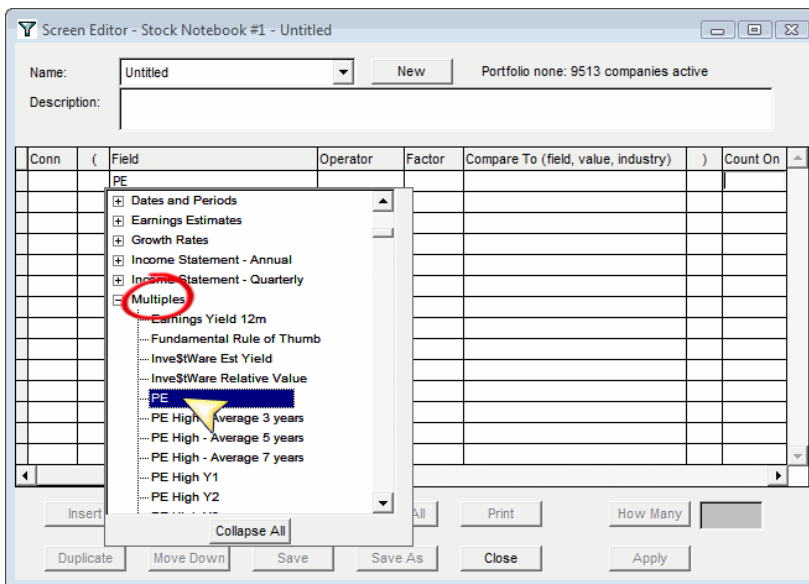 Screen Editor - Stock Notebook #1 - Untitled
Name: Untitled New Portfolio none: 9513 companies active
Description:
Conn ( Field Operator Factor Compare To (field, value, industry) ) Count On
PE
Dates and Periods
Earnings Estimates
Growth Rates
Income Statement - Annual
Income Statement - Quarterly
Multiples
Earnings Yield 12m
Fundamental Rule of Thumb
Inve$tWare Est Yield
Inve$tWare Relative Value
PE
PE High - Average 3 years
PE High - Average 5 years
PE High - Average 7 years
PE High Y1
PE High Y2
Insert All Print How Many
Collapse All
Duplicate Move Down Save Save As Close Apply